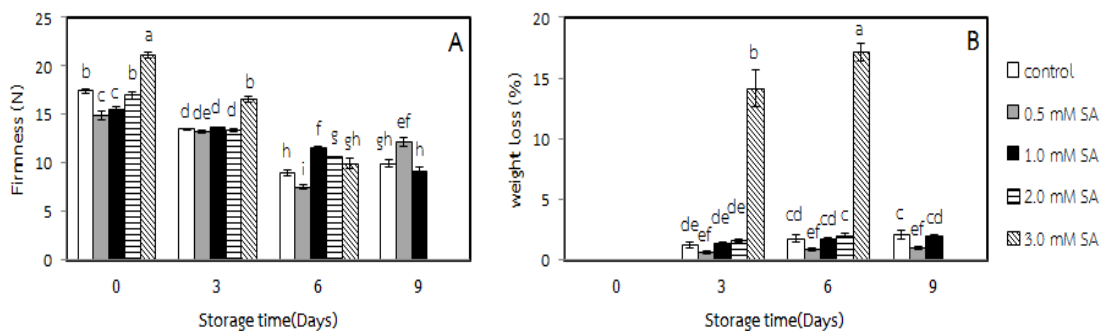 25
20
15
10
5
0
Firmness (N)
A
b c c b a
d de d d b
h i f g gh
gh ef h
0 3 6 9
Storage time(Days)
20
15
10
5
0
weight loss (%)
B
de ef de de b
cd ef cd c a
c ef cd
0 3 6 9
Storage time(Days)
control
0.5 mM SA
1.0 mM SA
2.0 mM SA
3.0 mM SA